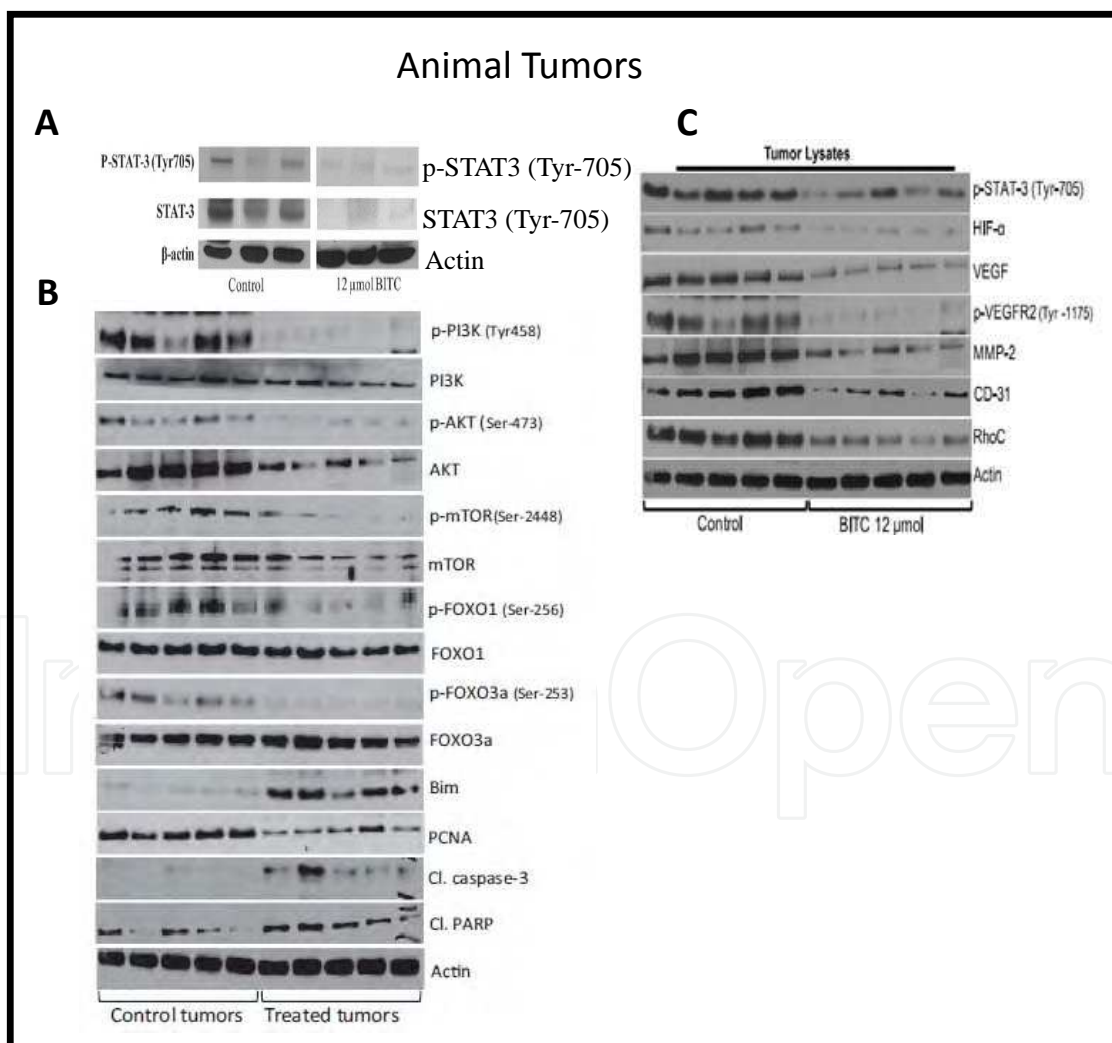 Animal Tumors
A
P-STAT-3 (Tyr705)
p-STAT3 (Tyr-705)
STAT-3
STAT3 (Tyr-705)
β-actin
Actin
Control
12 µmol BITC
B
p-PI3K (Tyr458)
PI3K
p-AKT (Ser-473)
AKT
p-mTOR(Ser-2448)
mTOR
p-FOXO1 (Ser-256)
FOXO1
p-FOXO3a (Ser-253)
FOXO3a
Bim
PCNA
Cl. caspase-3
Cl. PARP
Actin
Control tumors
Treated tumors
C
Tumor Lysates
p-STAT-3 (Tyr-705)
HIF-α
VEGF
p-VEGFR2 (Tyr -1175)
MMP-2
CD-31
RhoC
Actin
Control
BITC 12 µmol
Open